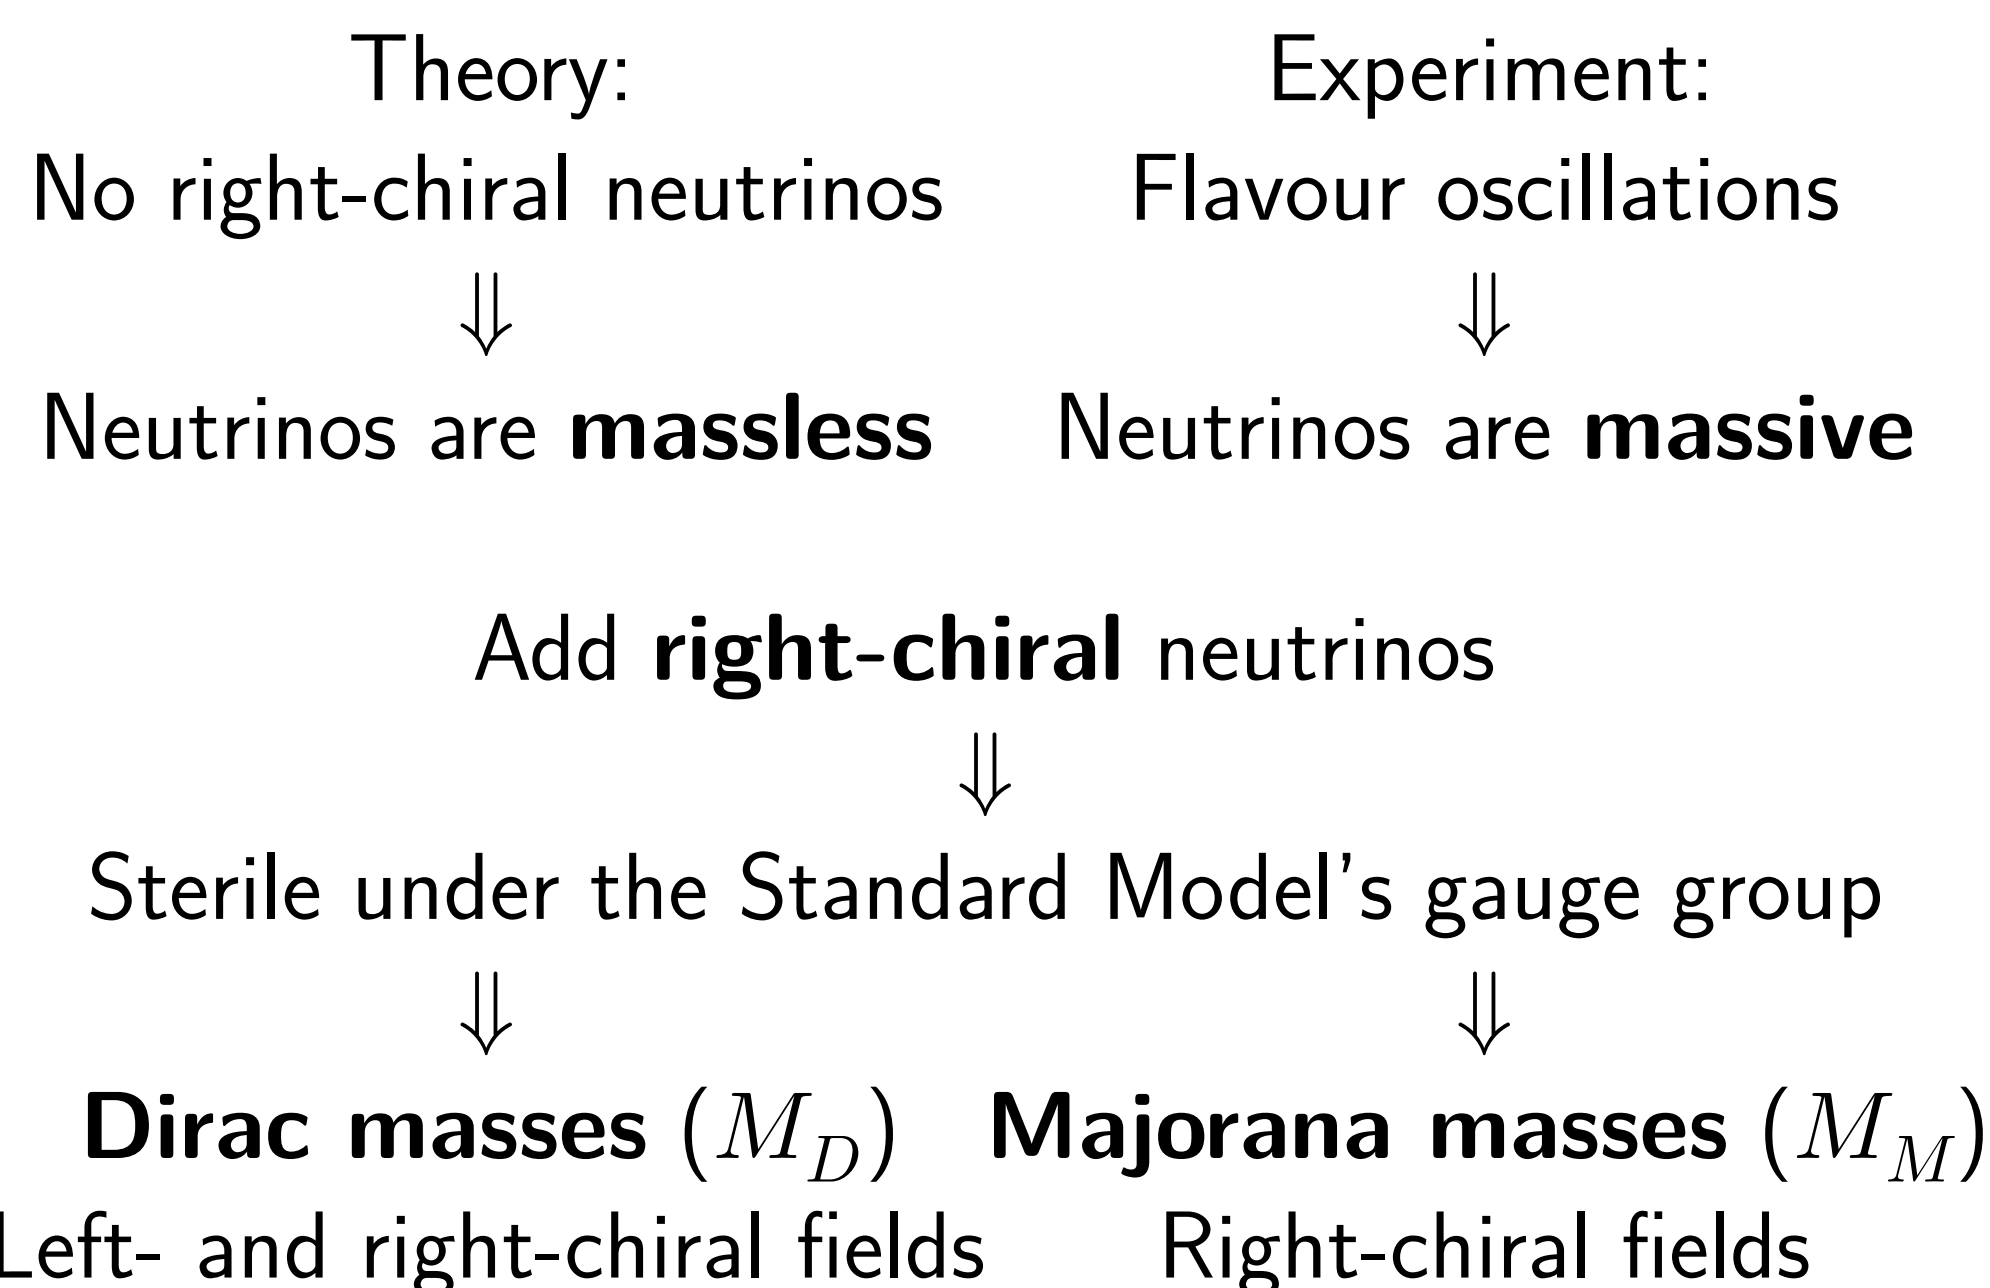 Theory:
No right-chiral neutrinos
⇓
Neutrinos are massless
Experiment:
Flavour oscillations
⇓
Neutrinos are massive
Add right-chiral neutrinos
⇓
Sterile under the Standard Model's gauge group
⇓
Dirac masses (M_D)
Left- and right-chiral fields
⇓
Majorana masses (M_M)
Right-chiral fields